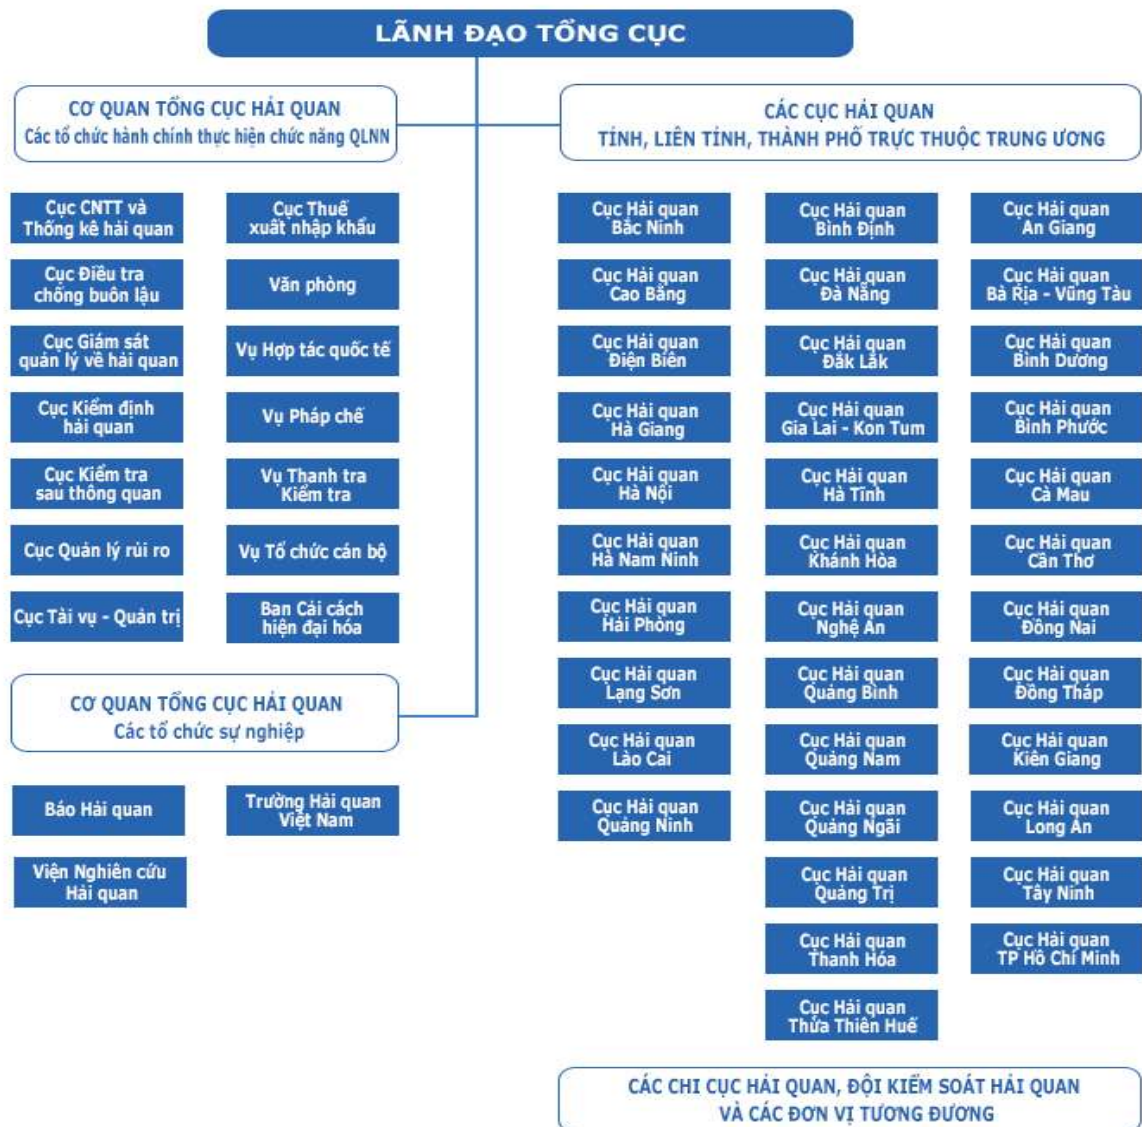 LÃNH ĐẠO TỔNG CỤC
CƠ QUAN TỔNG CỤC HẢI QUAN
Các tổ chức hành chính thực hiện chức năng QLNN
Cục CNTT và
Thống kê hải quan
Cục Thuế
xuất nhập khẩu
Cục Điều tra
chống buôn lậu
Văn phòng
Cục Giám sát
quản lý về hải quan
Vụ Hợp tác quốc tế
Cục Kiểm định
hải quan
Vụ Pháp chế
Cục Kiểm tra
sau thông quan
Vụ Thanh tra
Kiểm tra
Cục Quản lý rủi ro
Vụ Tổ chức cán bộ
Cục Tài vụ - Quản trị
Ban Cải cách
hiện đại hóa
CƠ QUAN TỔNG CỤC HẢI QUAN
Các tổ chức sự nghiệp
Báo Hải quan
Trường Hải quan
Việt Nam
Viện Nghiên cứu
Hải quan
CÁC CỤC HẢI QUAN
TỈNH, LIÊN TỈNH, THÀNH PHỐ TRỰC THUỘC TRUNG ƯƠNG
Cục Hải quan
Bắc Ninh
Cục Hải quan
Bình Định
Cục Hải quan
An Giang
Cục Hải quan
Cao Bằng
Cục Hải quan
Đà Nẵng
Cục Hải quan
Bà Rịa - Vũng Tàu
Cục Hải quan
Điện Biên
Cục Hải quan
Đắk Lắk
Cục Hải quan
Bình Dương
Cục Hải quan
Hà Giang
Cục Hải quan
Gia Lai - Kon Tum
Cục Hải quan
Bình Phước
Cục Hải quan
Hà Nội
Cục Hải quan
Hà Tĩnh
Cục Hải quan
Cà Mau
Cục Hải quan
Hà Nam Ninh
Cục Hải quan
Khánh Hòa
Cục Hải quan
Cần Thơ
Cục Hải quan
Hải Phòng
Cục Hải quan
Nghệ An
Cục Hải quan
Đồng Nai
Cục Hải quan
Lạng Sơn
Cục Hải quan
Quảng Bình
Cục Hải quan
Đồng Tháp
Cục Hải quan
Lào Cai
Cục Hải quan
Quảng Nam
Cục Hải quan
Kiên Giang
Cục Hải quan
Quảng Ninh
Cục Hải quan
Quảng Ngãi
Cục Hải quan
Long An
Cục Hải quan
Quảng Trị
Cục Hải quan
Tây Ninh
Cục Hải quan
Thanh Hóa
Cục Hải quan
TP Hồ Chí Minh
Cục Hải quan
Thừa Thiên Huế
CÁC CHI CỤC HẢI QUAN, ĐỘI KIỂM SOÁT HẢI QUAN
VÀ CÁC ĐƠN VỊ TƯƠNG ĐƯƠNG